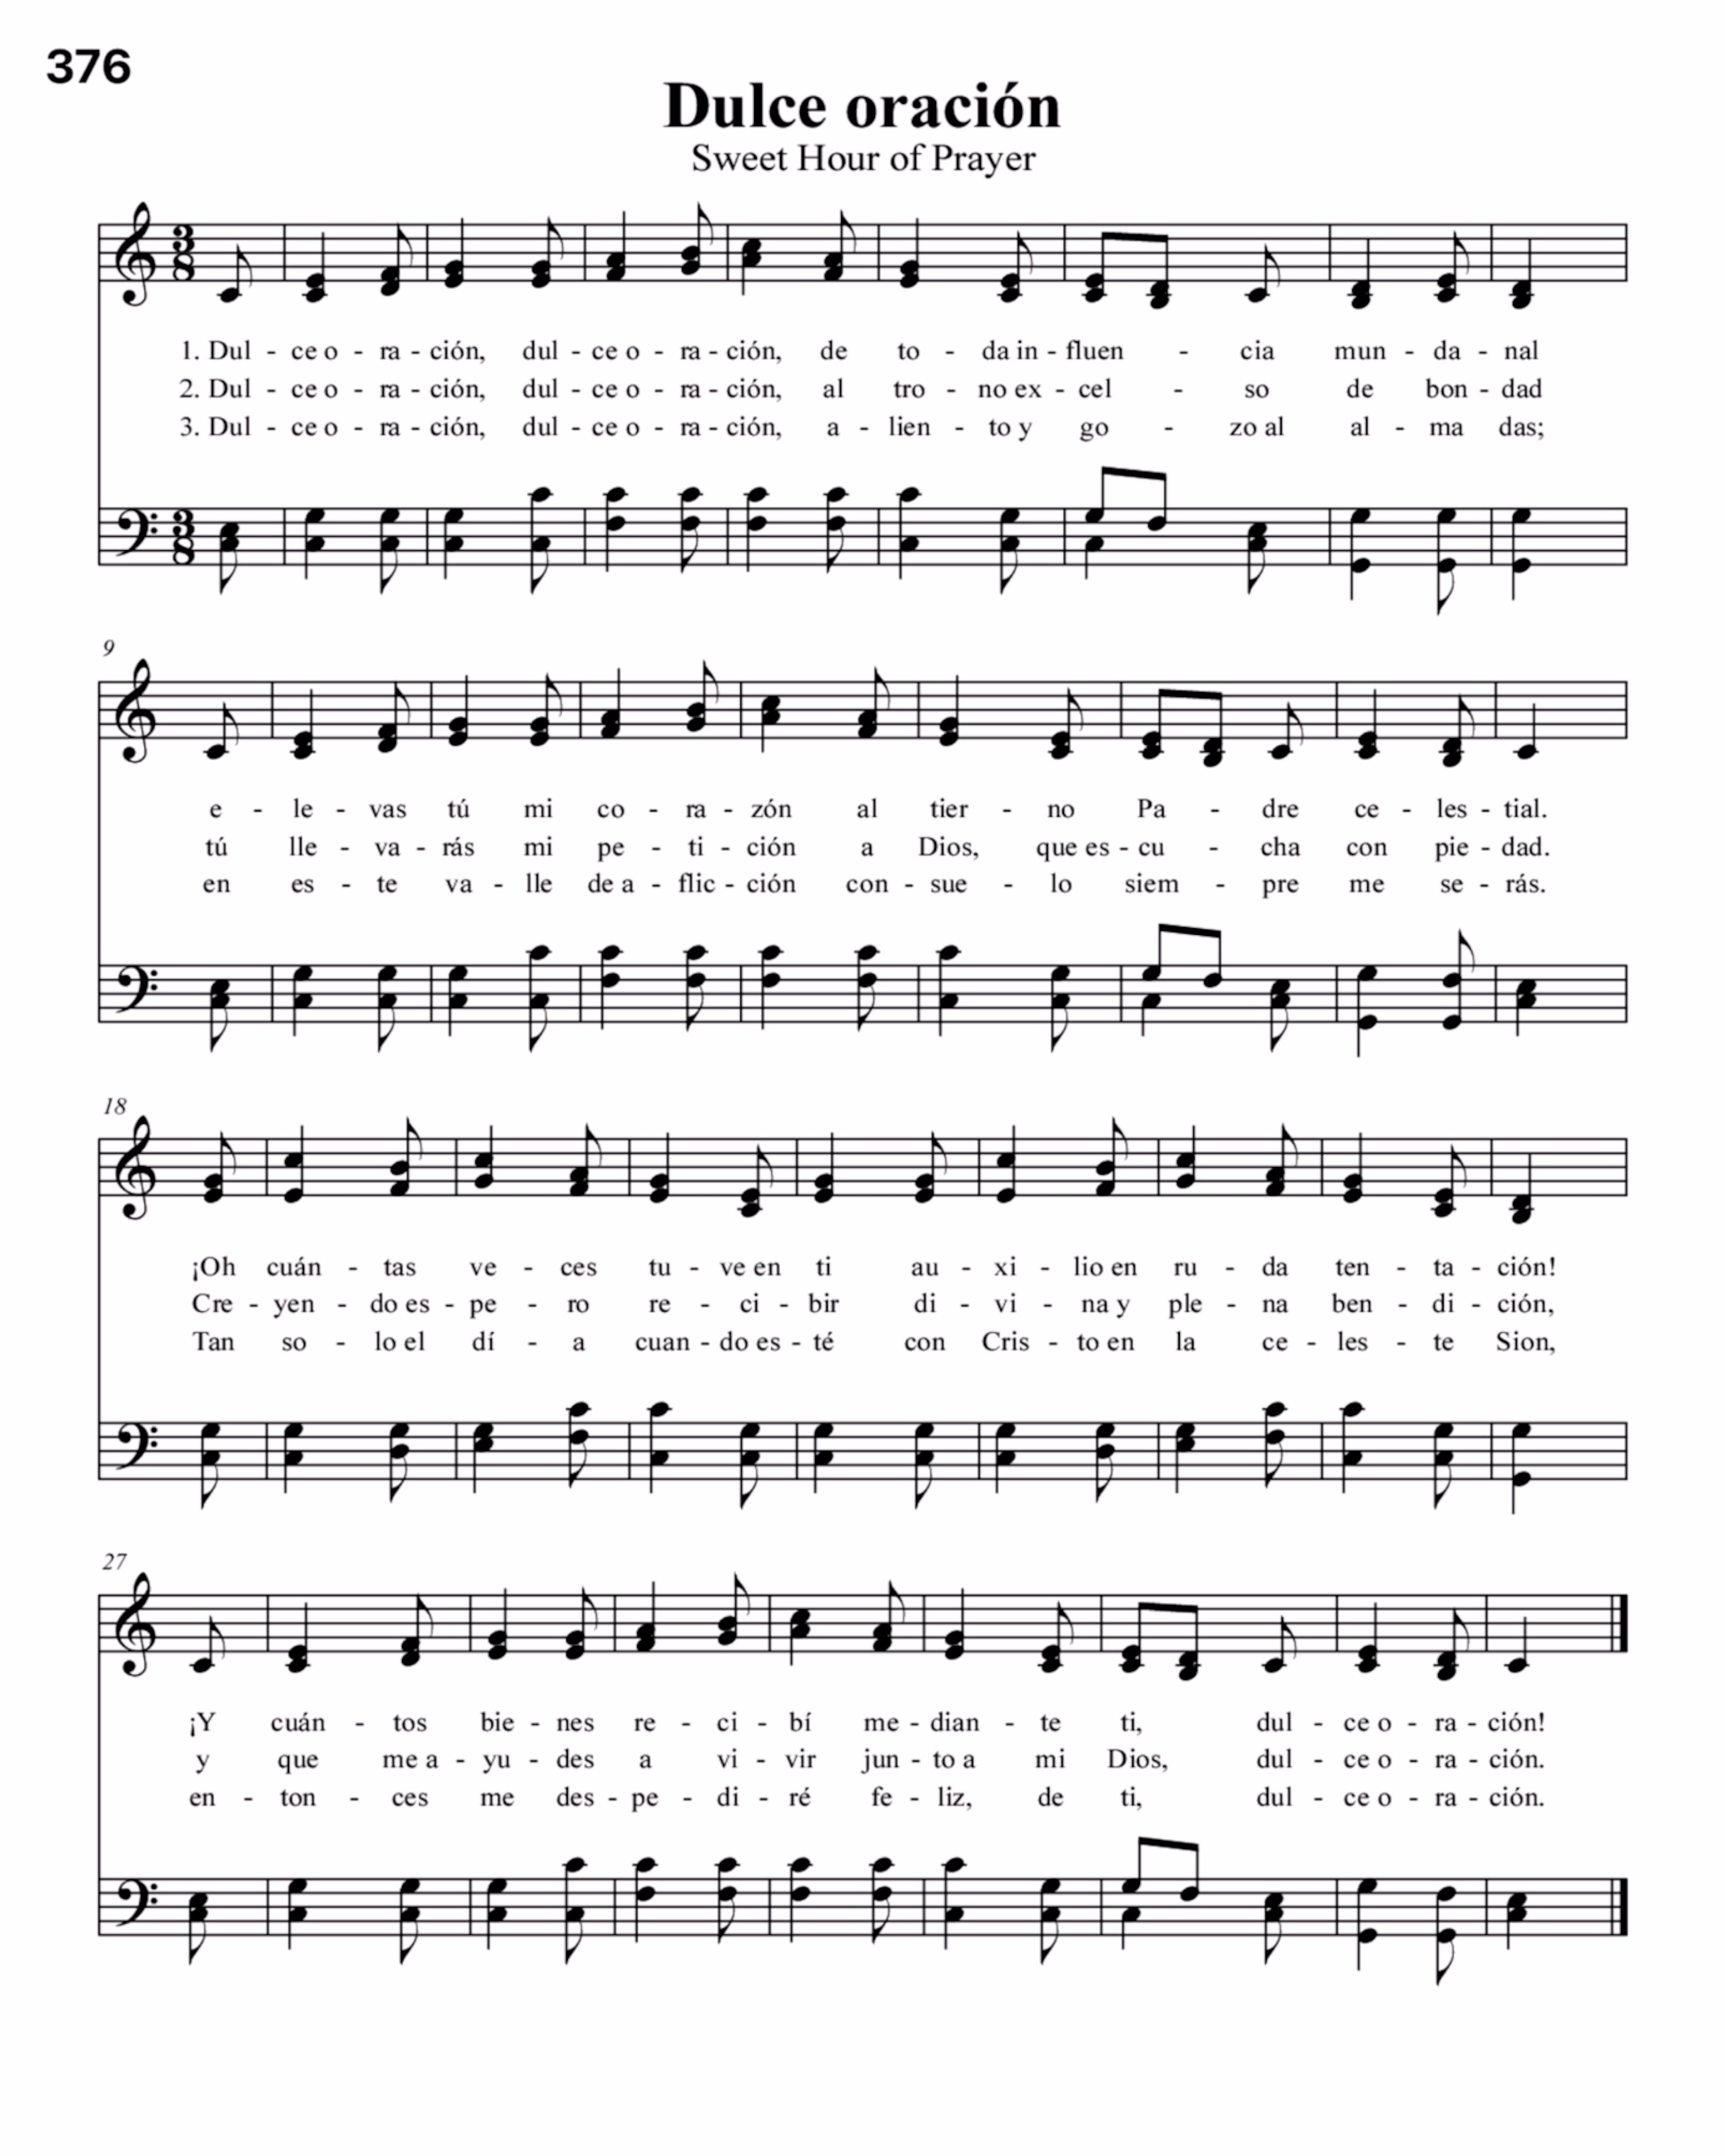 376
Dulce oración
Sweet Hour of Prayer
3
8
1. Dul - ce o - ra - ción, dul - ce o - ra - ción, de to - da in - fluen - cia mun - da - nal
2. Dul - ce o - ra - ción, dul - ce o - ra - ción, al tro - no ex - cel - so de bon - dad
3. Dul - ce o - ra - ción, dul - ce o - ra - ción, a - lien - to y go - zo al al - ma das;
3
8
9
e - le - vas tú mi co - ra - zón al tier - no Pa - dre ce - les - tial.
tú lle - va - rás mi pe - ti - ción a Dios, que es - cu - cha con pie - dad.
en es - te va - lle de a - flic - ción con - sue - lo siem - pre me se - rás.
18
¡Oh cuán - tas ve - ces tu - ve en ti au - xi - lio en ru - da ten - ta - ción!
Cre - yen - do es - pe - ro re - ci - bir di - vi - na y ple - na ben - di - ción,
Tan so - lo el dí - a cuan - do es - té con Cris - to en la ce - les - te Sion,
27
¡Y cuán - tos bie - nes re - ci - bí me - dian - te ti, dul - ce o - ra - ción!
y que me a - yu - des a vi - vir jun - to a mi Dios, dul - ce o - ra - ción.
en - ton - ces me des - pe - di - ré fe - liz, de ti, dul - ce o - ra - ción.